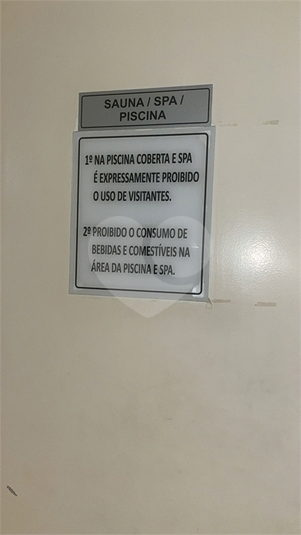 SAUNA / SPA /
PISCINA
1º NA PISCINA COBERTA E SPA
É EXPRESSAMENTE PROIBIDO
O USO DE VISITANTES.
2º PROIBIDO O CONSUMO DE
BEBIDAS E COMESTÍVEIS NA
ÁREA DA PISCINA E SPA.